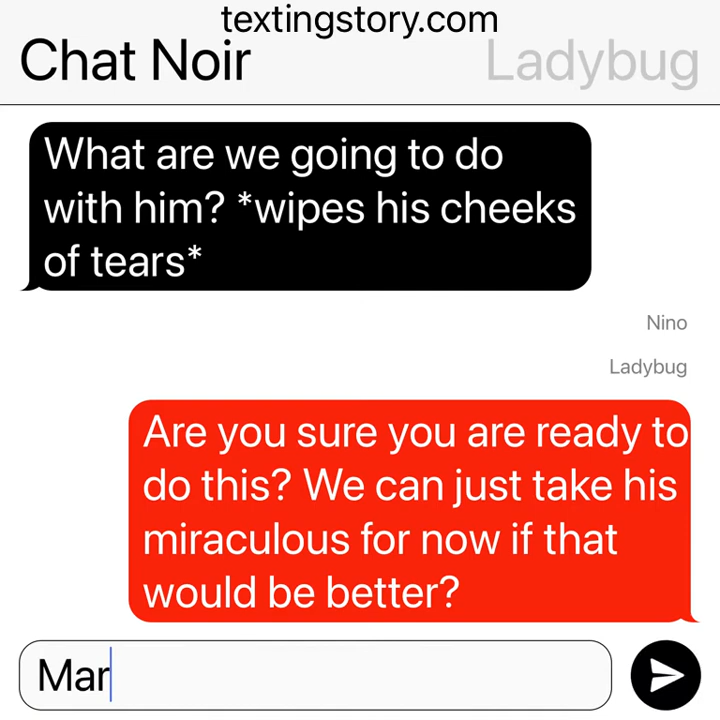 textingstory.com
Chat Noir
Ladybug
What are we going to do
with him? *wipes his cheeks
of tears*
Nino
Ladybug
Are you sure you are ready to
do this? We can just take his
miraculous for now if that
would be better?
Mar